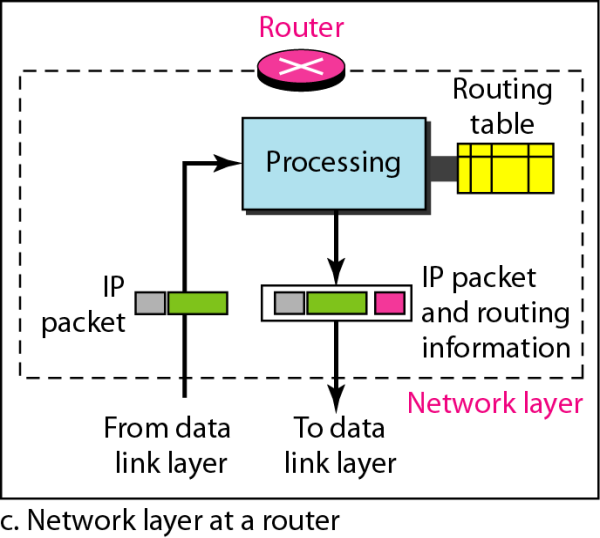 Router
Routing
table
Processing
IP
packet
IP packet
and routing
information
Network layer
From data
link layer
To data
link layer
c. Network layer at a router